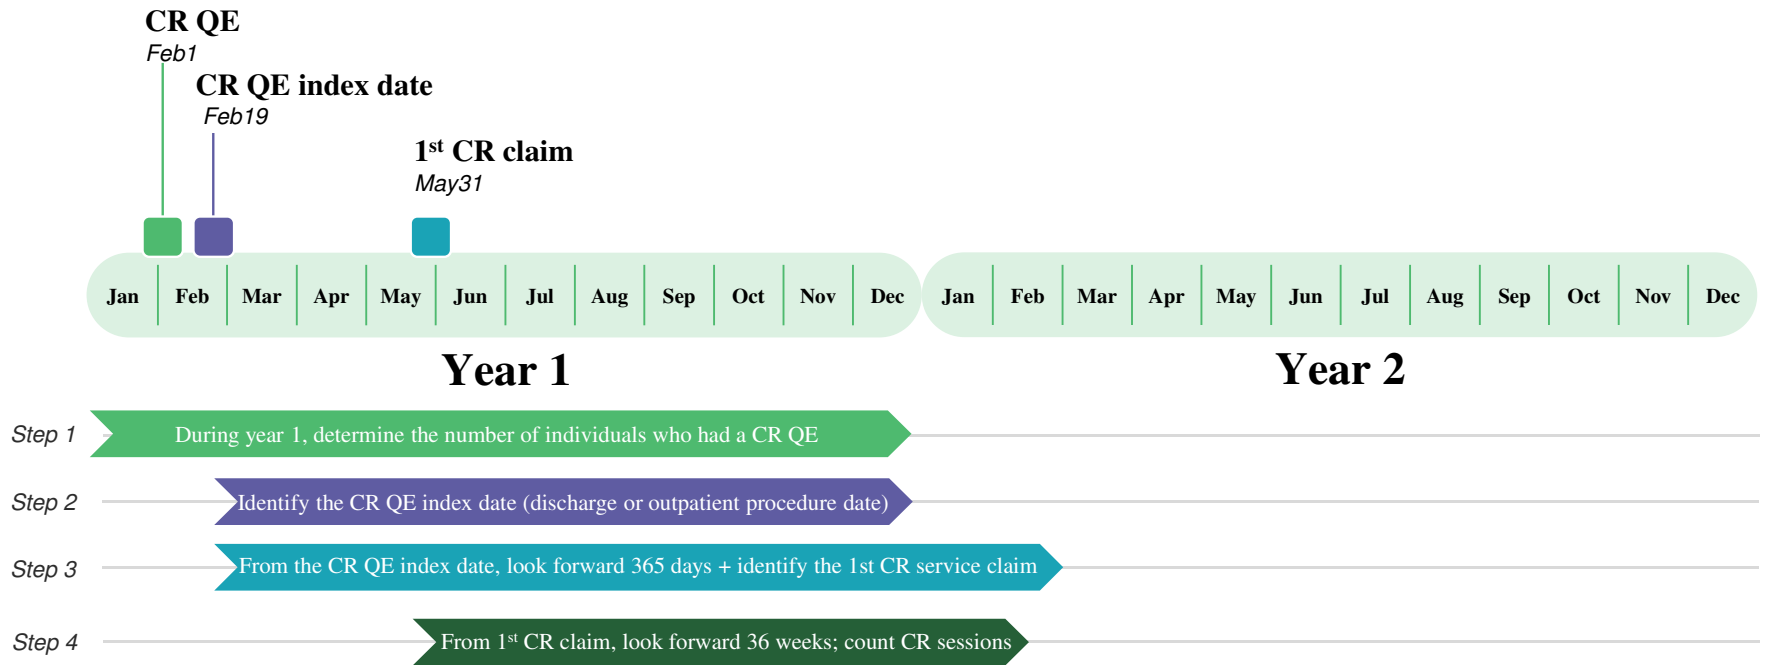 CR QE
Feb1
CR QE index date
Feb19
1st CR claim
May31
Jan Feb Mar Apr May Jun Jul Aug Sep Oct Nov Dec Jan Feb Mar Apr May Jun Jul Aug Sep Oct Nov Dec
Year 1 Year 2
Step 1 During year 1, determine the number of individuals who had a CR QE
Step 2 Identify the CR QE index date (discharge or outpatient procedure date)
Step 3 From the CR QE index date, look forward 365 days + identify the 1st CR service claim
Step 4 From 1st CR claim, look forward 36 weeks; count CR sessions